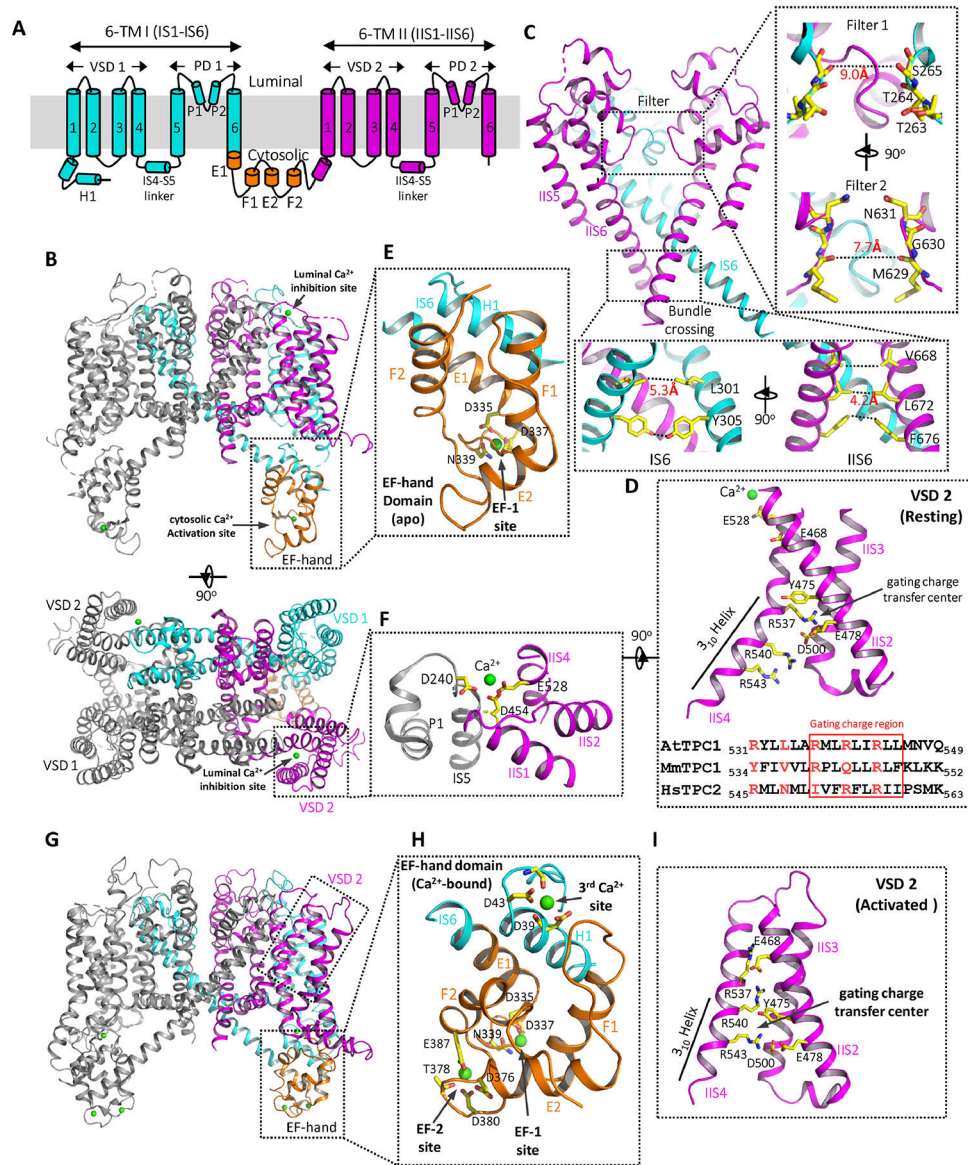 A
6-TM I (IS1-IS6)
6-TM II (IIS1-IIS6)
VSD 1
PD 1
Luminal
VSD 2
PD 2
P1
P2
P1
P2
1
2
3
4
5
6
1
2
3
4
5
6
Cytosolic
E1
H1
IS4-S5
linker
F1
E2
F2
IIS4-S5
linker
B
Luminal Ca²⁺
inhibition site
cytosolic Ca²⁺
Activation site
EF-hand
90°
VSD 2
VSD 1
VSD 1
Luminal Ca²⁺
inhibition site
VSD 2
C
Filter
IIS5
IIS6
IS6
Bundle
crossing
Filter 1
9.0Å
S265
T264
T263
90°
Filter 2
N631
7.7Å
G630
M629
5.3Å
L301
Y305
IS6
90°
V668
4.2Å
L672
F676
IIS6
D
VSD 2
(Resting)
Ca²⁺
E528
E468
IIS3
Y475
gating charge
transfer center
R537
E478
D500
IIS2
R540
R543
3₁₀ Helix
IIS4
90°
Gating charge region
AtTPC1 531 RYLLLARMLRLIRLLMNVQ 549
MmTPC1 534 YFIVVLRPLQLLRLFKLKK 552
HsTPC2 545 RMLNMLIVFRFLRIIPSMK 563
E
IS6
H1
F2
E1
F1
D335
D337
N339
EF-hand
Domain
(apo)
EF-1
site
E2
F
Ca²⁺
IIS4
D240
E528
D454
P1
IIS2
IS5
IIS1
G
VSD 2
EF-hand
H
EF-hand domain
(Ca²⁺-bound)
3ʳᵈ Ca²⁺
site
D43
D39
IS6
H1
E1
F2
D335
F1
N339
D337
E387
T378
D376
D380
E2
EF-2
site
EF-1
site
I
VSD 2
(Activated )
E468
IIS3
R537
Y475
gating charge
transfer center
R540
R543
D500
E478
IIS2
3₁₀ Helix
IIS4